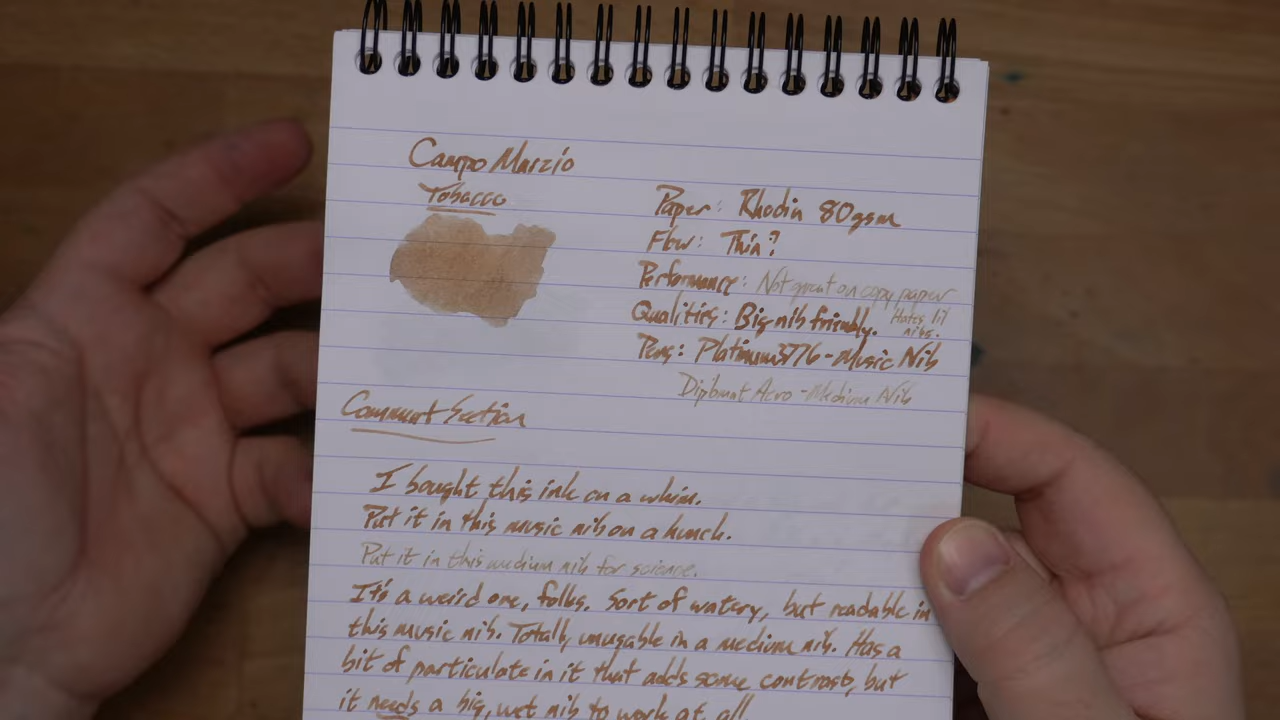 Campo Marzio
Tobacco
Paper: Rhodia 80gsm
Flow: Thin?
Performance: Not great on copy paper
Qualities: Big nib friendly. Hates lil nibs.
Pens: Platinum 3776 - Music Nib
Diplomat Aero - Medium Nib
Comment Section
I bought this ink on a whim.
Put it in this music nib on a hunch.
Put it in this medium nib for science.
It's a weird one, folks. Sort of watery, but readable in
this music nib. Totally unusable in a medium nib. Has a
bit of particulate in it that adds some contrast, but
it needs a big, wet nib to work at all.